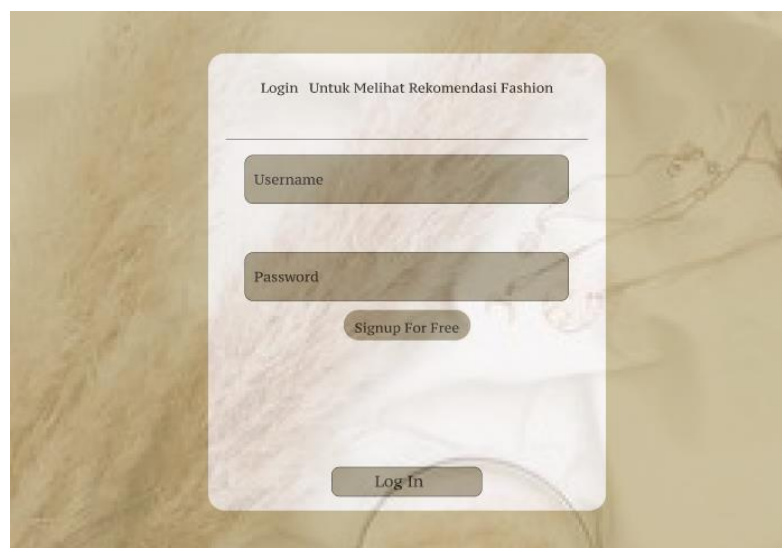 Login Untuk Melihat Rekomendasi Fashion
Username
Password
Signup For Free
Log In